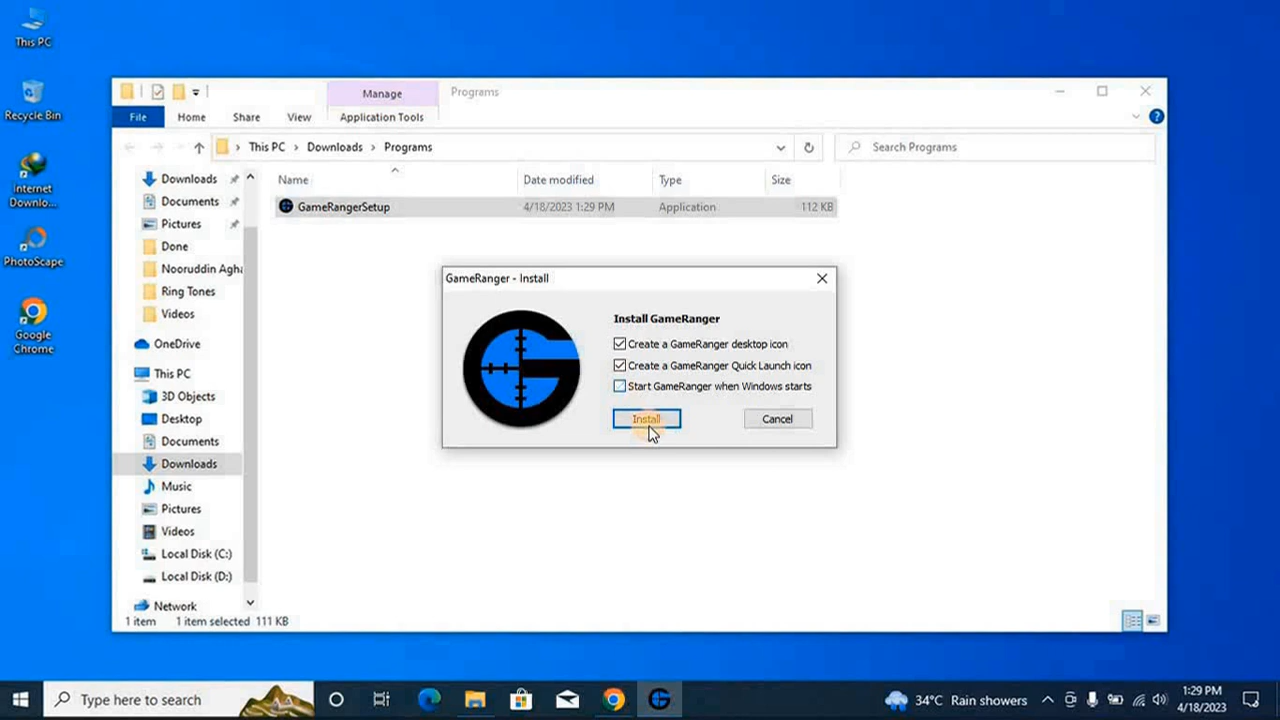 This PC
Recycle Bin
Internet
Downlo...
PhotoScape
Google
Chrome
Manage
Programs
File
Home
Share
View
Application Tools
This PC > Downloads > Programs
Search Programs
Name
Date modified
Type
Size
GameRangerSetup
4/18/2023 1:29 PM
Application
112 KB
Downloads
Documents
Pictures
Done
Nooruddin Agha
Ring Tones
Videos
OneDrive
This PC
3D Objects
Desktop
Documents
Downloads
Music
Pictures
Videos
Local Disk (C:)
Local Disk (D:)
Network
1 item
1 item selected 111 KB
GameRanger - Install
Install GameRanger
Create a GameRanger desktop icon
Create a GameRanger Quick Launch icon
Start GameRanger when Windows starts
Install
Cancel
Type here to search
34°C Rain showers
1:29 PM
4/18/2023